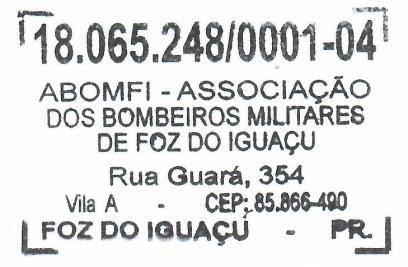 18.065.248/0001-04
ABOMFI - ASSOCIAÇÃO
DOS BOMBEIROS MILITARES
DE FOZ DO IGUAÇU
Rua Guará, 354
Vila A - CEP: 85.866-490
FOZ DO IGUAÇU - PR.